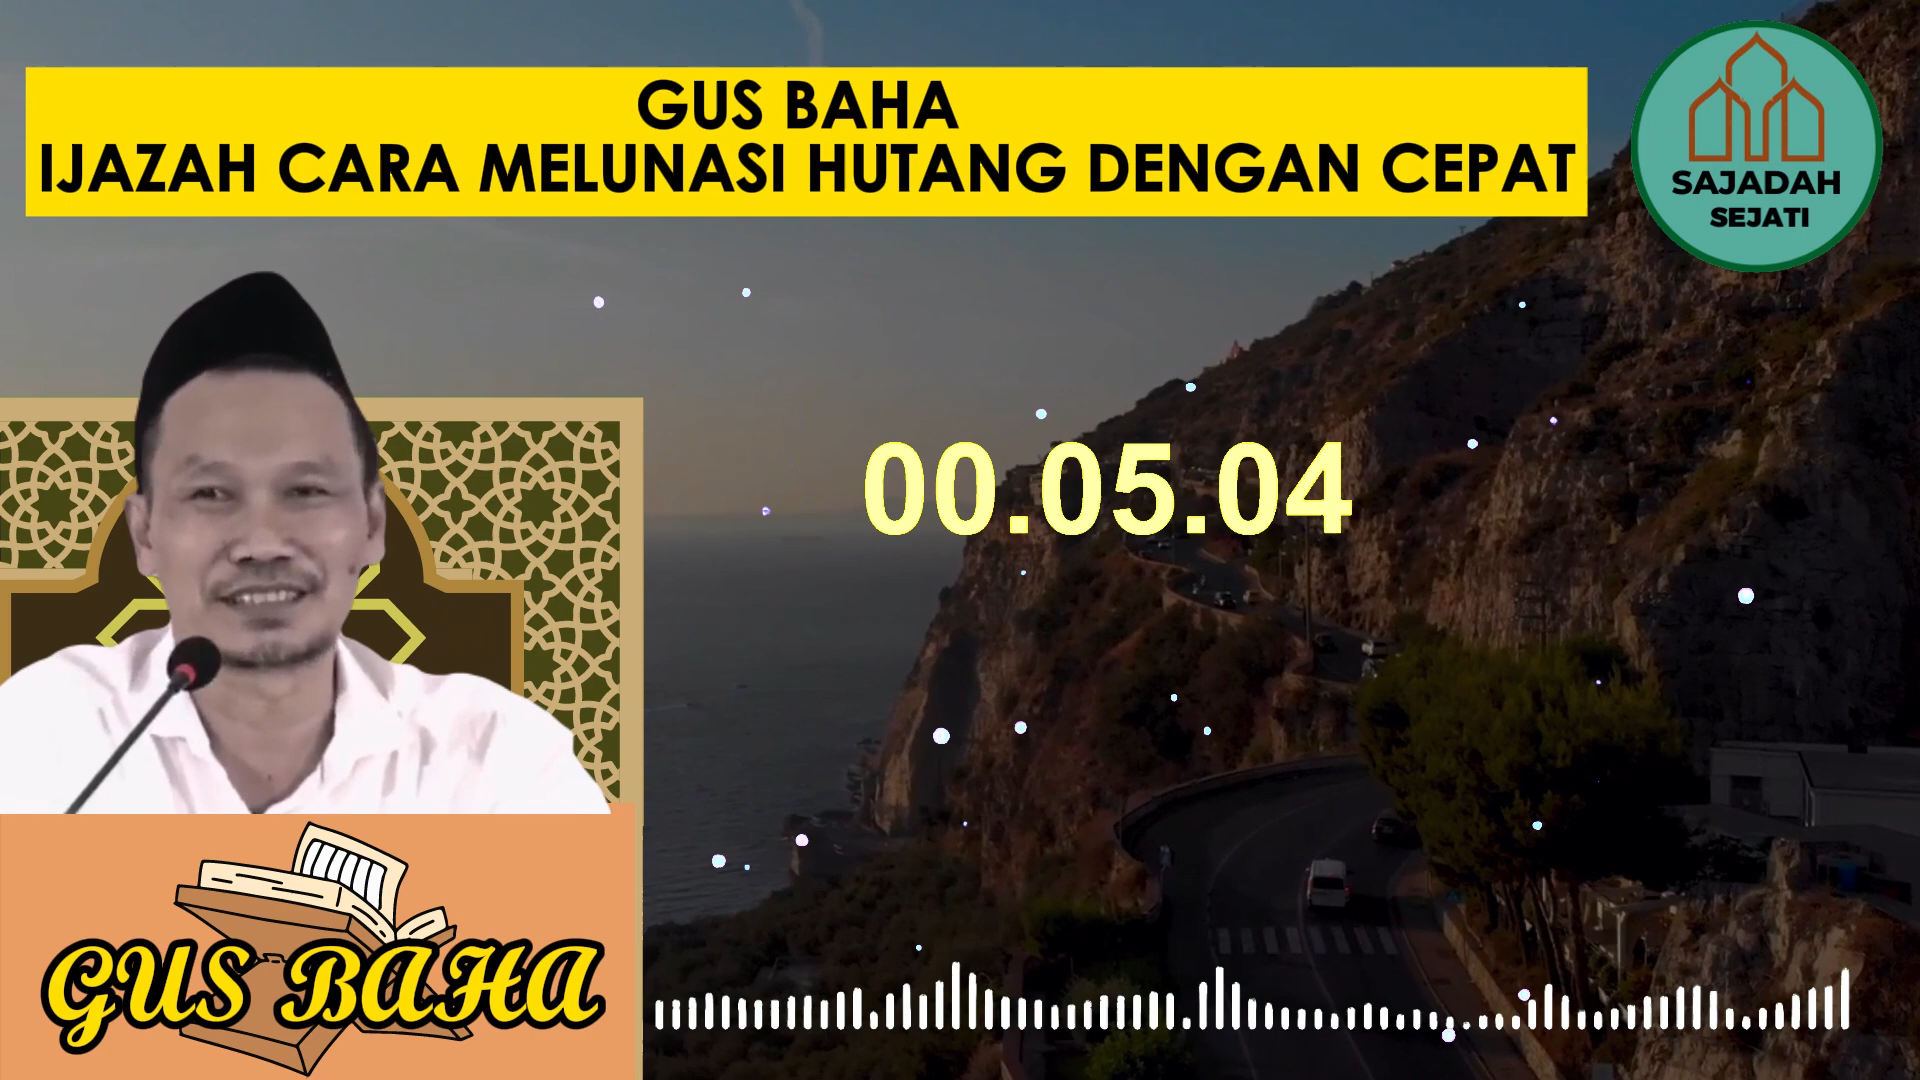 GUS BAHA
IJAZAH CARA MELUNASI HUTANG DENGAN CEPAT
SAJADAH
SEJATI
00.05.04
GUS BAHA